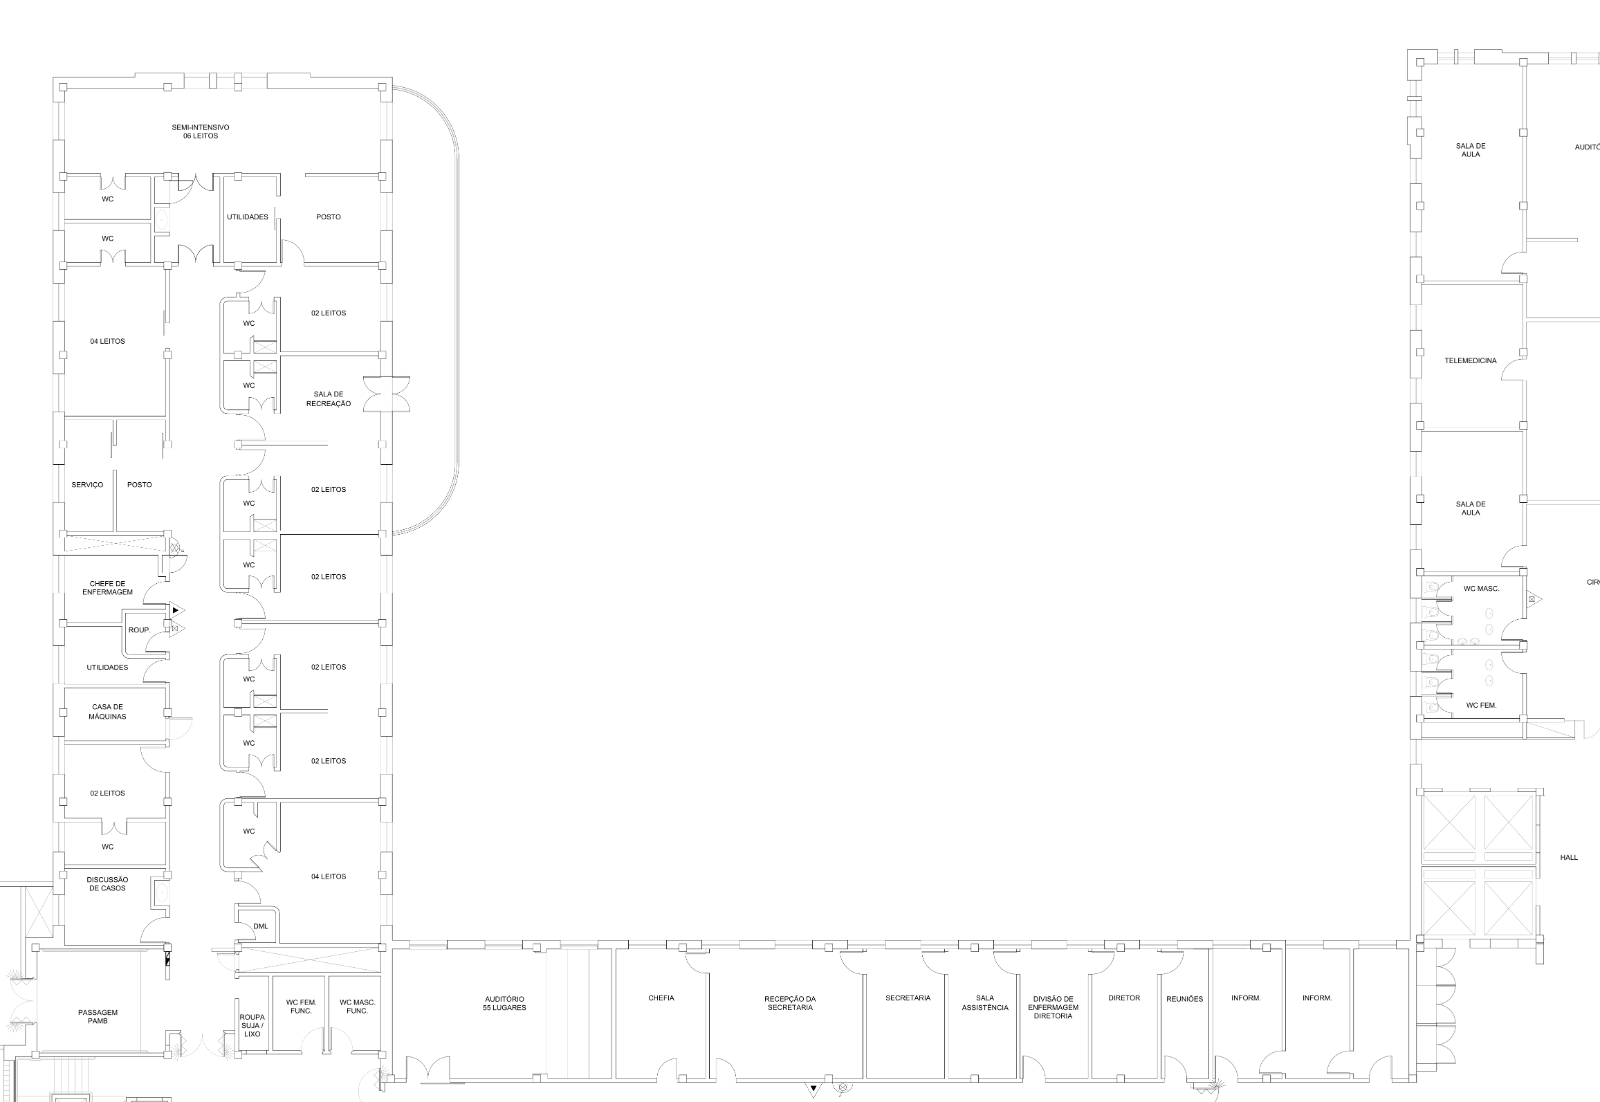 SEMI-INTENSIVO
06 LEITOS
WC
UTILIDADES
POSTO
WC
02 LEITOS
WC
04 LEITOS
WC
SALA DE
RECREAÇÃO
SERVIÇO
POSTO
02 LEITOS
WC
WC
02 LEITOS
CHEFE DE
ENFERMAGEM
ROUP.
UTILIDADES
02 LEITOS
WC
CASA DE
MÁQUINAS
WC
02 LEITOS
02 LEITOS
WC
WC
DISCUSSÃO
DE CASOS
04 LEITOS
DML
PASSAGEM
PAMB
ROUPA
SUJA /
LIXO
WC FEM.
FUNC.
WC MASC.
FUNC.
AUDITÓRIO
55 LUGARES
CHEFIA
RECEPÇÃO DA
SECRETARIA
SECRETARIA
SALA
ASSISTÊNCIA
DIVISÃO DE
ENFERMAGEM
DIRETORIA
DIRETOR
REUNIÕES
INFORM.
INFORM.
SALA DE
AULA
AUDITÓ
TELEMEDICINA
SALA DE
AULA
CIR
WC MASC.
WC FEM.
HALL